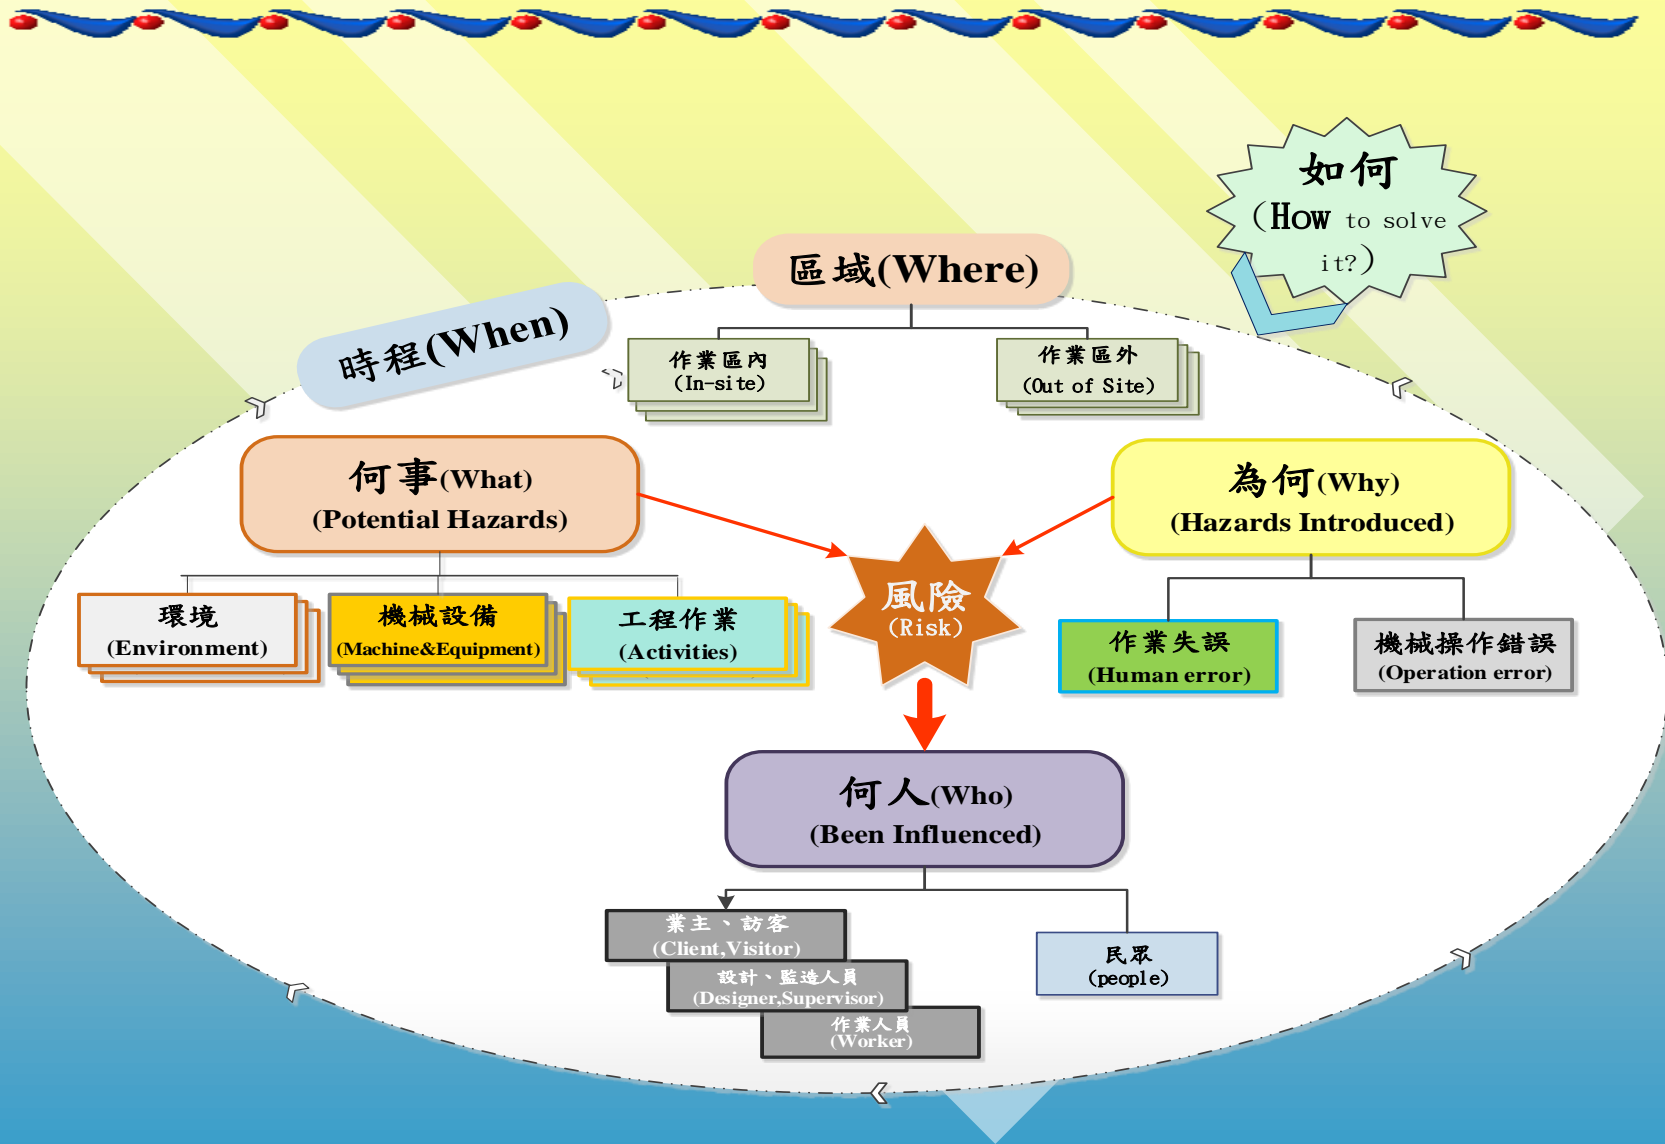 如何
(How to solve
it?)
區域(Where)
時程(When)
作業區內
(In-site)
作業區外
(Out of Site)
何事(What)
(Potential Hazards)
為何(Why)
(Hazards Introduced)
風險
(Risk)
環境
(Environment)
機械設備
(Machine&Equipment)
工程作業
(Activities)
作業失誤
(Human error)
機械操作錯誤
(Operation error)
何人(Who)
(Been Influenced)
業主、訪客
(Client,Visitor)
設計、監造人員
(Designer,Supervisor)
作業人員
(Worker)
民眾
(people)